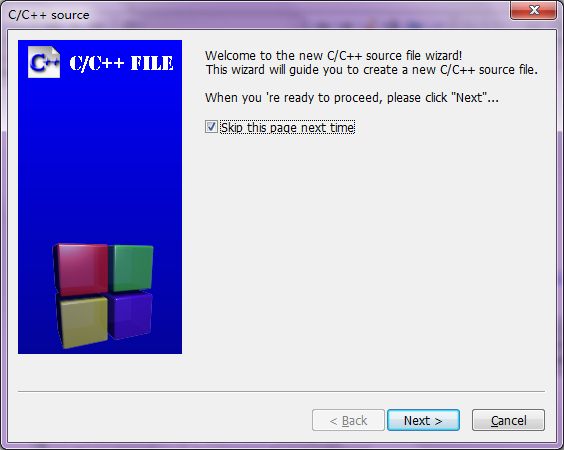 C/C++ source
C++
C/C++ FILE
Welcome to the new C/C++ source file wizard!
This wizard will guide you to create a new C/C++ source file.
When you 're ready to proceed, please click "Next"...
Skip this page next time
< Back
Next >
Cancel